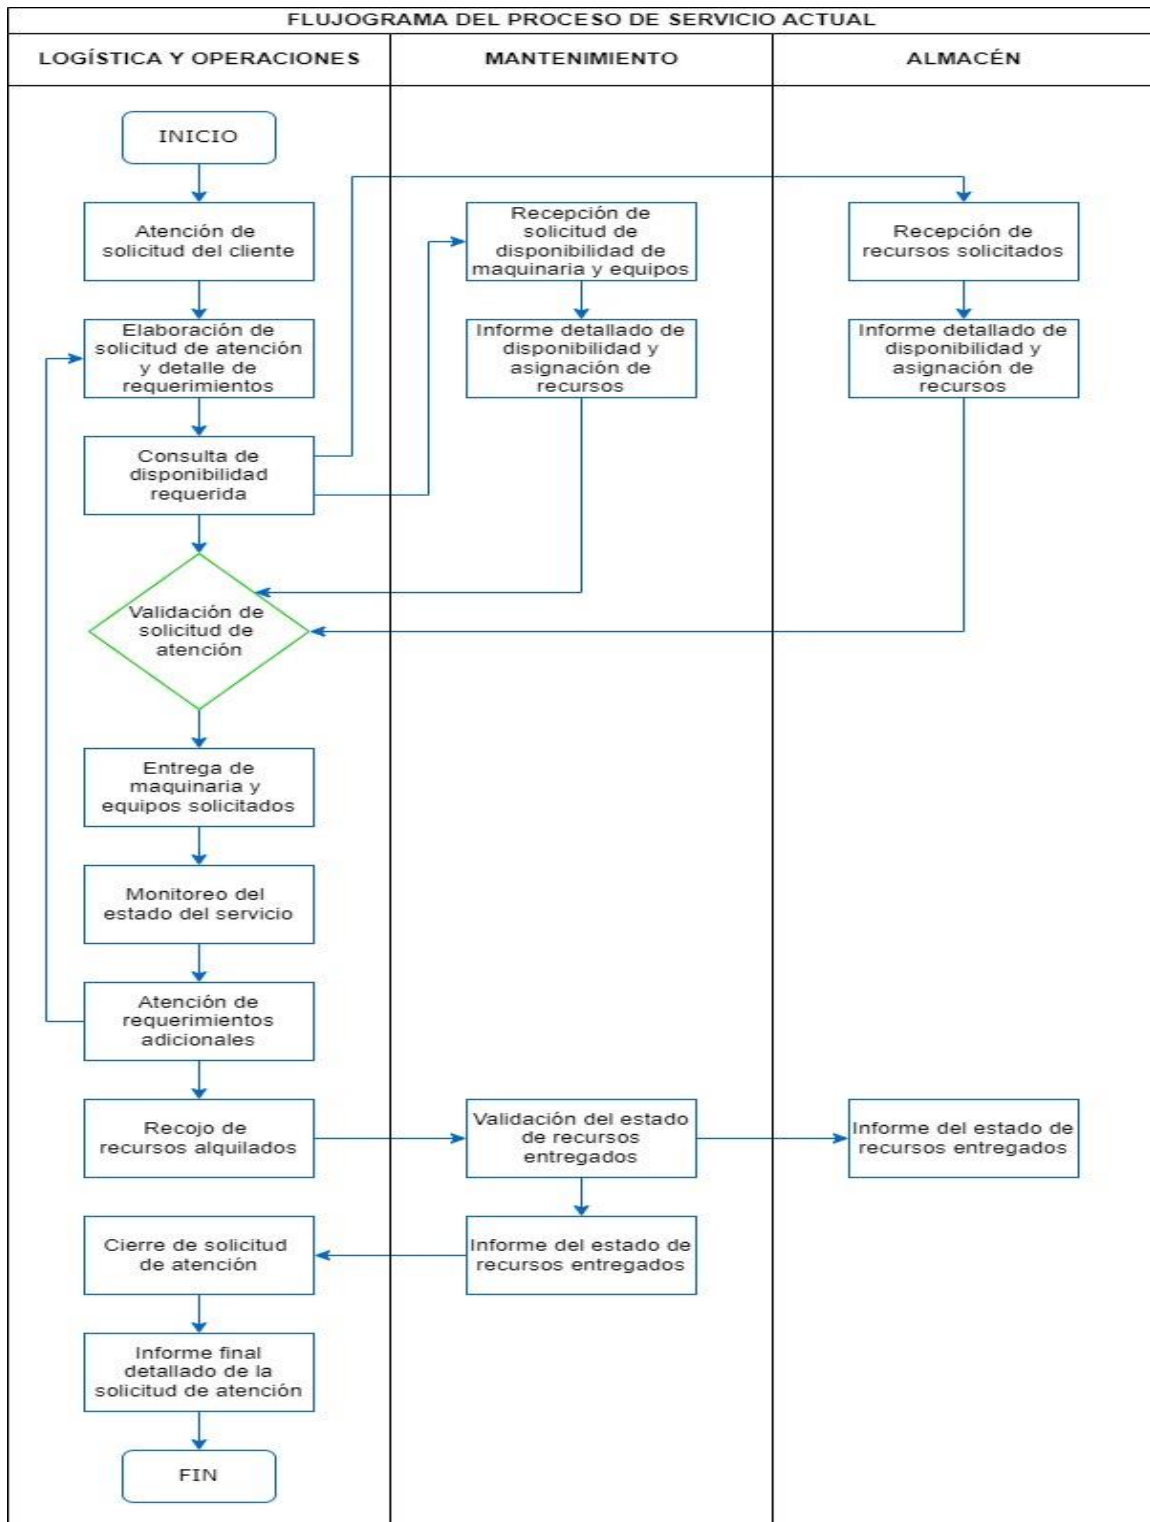 FLUJOGRAMA DEL PROCESO DE SERVICIO ACTUAL
LOGÍSTICA Y OPERACIONES
MANTENIMIENTO
ALMACÉN
INICIO
Atención de
solicitud del cliente
Recepción de
solicitud de
disponibilidad de
maquinaria y equipos
Recepción de
recursos solicitados
Elaboración de
solicitud de atención
y detalle de
requerimientos
Informe detallado de
disponibilidad y
asignación de
recursos
Informe detallado de
disponibilidad y
asignación de
recursos
Consulta de
disponibilidad
requerida
Validación de
solicitud de
atención
Entrega de
maquinaria y
equipos solicitados
Monitoreo del
estado del servicio
Atención de
requerimientos
adicionales
Recojo de
recursos alquilados
Validación del estado
de recursos
entregados
Informe del estado de
recursos entregados
Cierre de solicitud
de atención
Informe del estado de
recursos entregados
Informe final
detallado de la
solicitud de atención
FIN